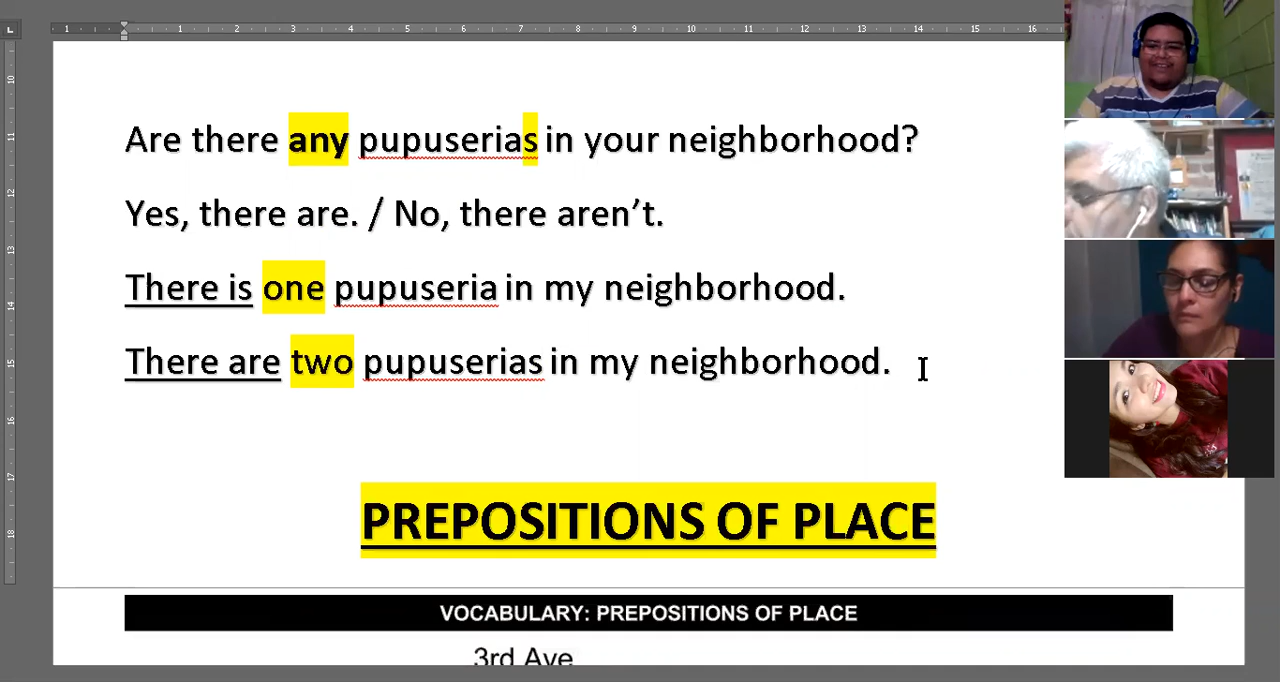 Are there any pupuserias in your neighborhood?
Yes, there are. / No, there aren’t.
There is one pupuseria in my neighborhood.
There are two pupuserias in my neighborhood.
PREPOSITIONS OF PLACE
VOCABULARY: PREPOSITIONS OF PLACE
3rd Ave